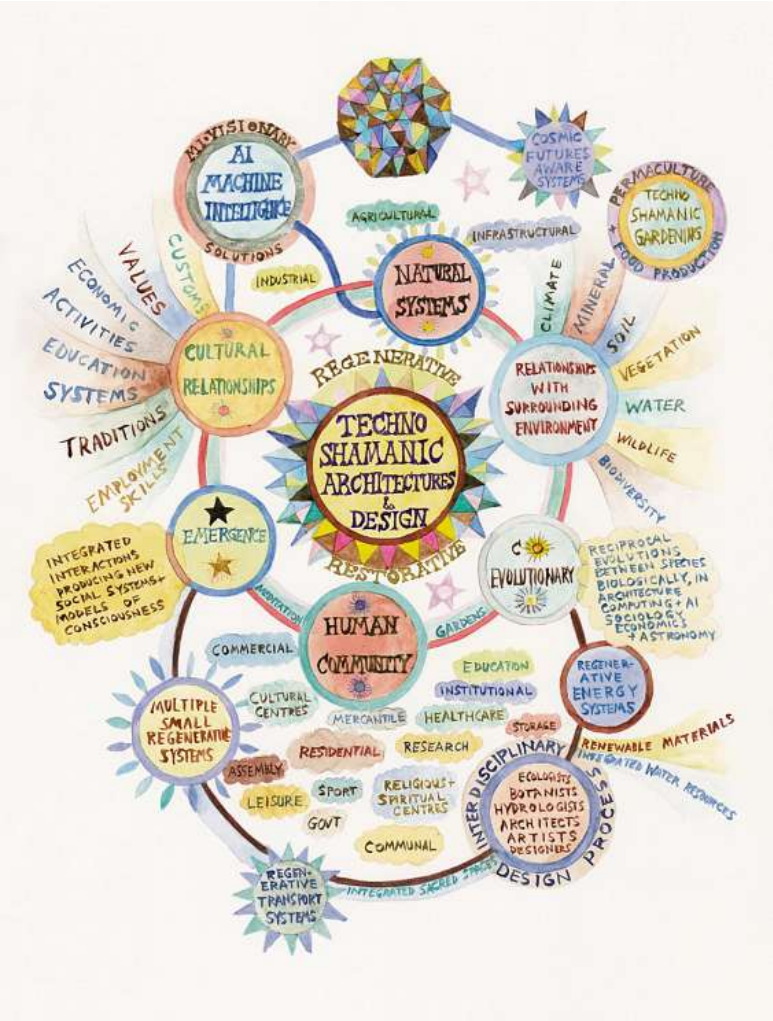 MI-VISIONARY
AI
MACHINE
INTELLIGENCE
SOLUTIONS
COSMIC
FUTURES
AWARE
SYSTEMS
PERMACULTURE
TECHNO
SHAMANIC
GARDENING
+ FOOD PRODUCTION
AGRICULTURAL
INFRASTRUCTURAL
INDUSTRIAL
NATURAL
SYSTEMS
CUSTOMS
VALUES
ECONOMIC
ACTIVITIES
EDUCATION
SYSTEMS
TRADITIONS
EMPLOYMENT
SKILLS
CULTURAL
RELATIONSHIPS
CLIMATE
MINERAL
SOIL
VEGETATION
WATER
WILDLIFE
BIODIVERSITY
RELATIONSHIPS
WITH
SURROUNDING
ENVIRONMENT
REGENERATIVE
TECHNO
SHAMANIC
ARCHITECTURES
&
DESIGN
RESTORATIVE
EMERGENCE
INTEGRATED
INTERACTIONS
PRODUCING NEW
SOCIAL SYSTEMS+
MODELS OF
CONSCIOUSNESS
CO
EVOLUTIONARY
RECIPROCAL
EVOLUTIONS
BETWEEN SPECIES
BIOLOGICALLY, IN
ARCHITECTURE
COMPUTING + AI
SOCIOLOGY
ECONOMICS
+ ASTRONOMY
MEDITATION
HUMAN
COMMUNITY
GARDENS
COMMERCIAL
EDUCATION
REGENER-
ATIVE
ENERGY
SYSTEMS
MULTIPLE
SMALL
REGENERATIVE
SYSTEMS
CULTURAL
CENTRES
INSTITUTIONAL
MERCANTILE
HEALTHCARE
STORAGE
RESIDENTIAL
RESEARCH
ASSEMBLY
RENEWABLE MATERIALS
INTEGRATED WATER RESOURCES
LEISURE
SPORT
RELIGIOUS+
SPIRITUAL
CENTRES
GOVT
COMMUNAL
INTERDISCIPLINARY
ECOLOGISTS
BOTANISTS
HYDROLOGISTS
ARCHITECTS
ARTISTS
DESIGNERS
DESIGN PROCESS
REGEN-
ERATIVE
TRANSPORT
SYSTEMS
INTEGRATED SACRED SPACES